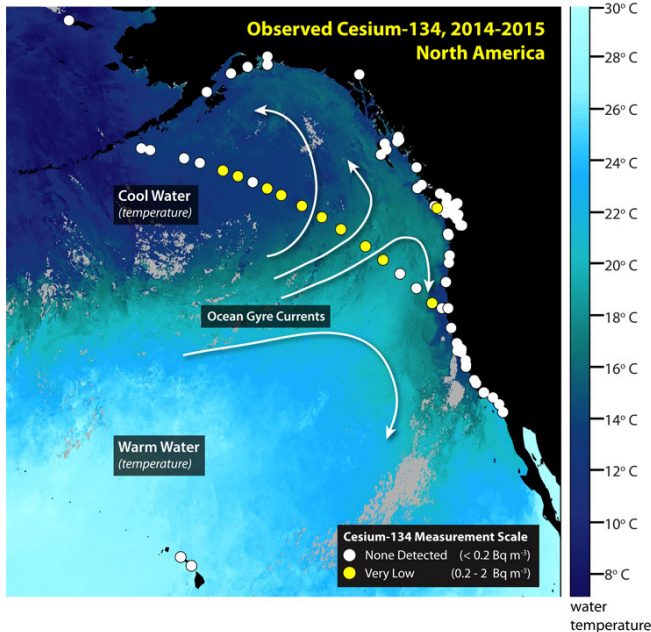 Observed Cesium-134, 2014-2015
North America
Cool Water
(temperature)
Ocean Gyre Currents
Warm Water
(temperature)
Cesium-134 Measurement Scale
None Detected (< 0.2 Bq m⁻³)
Very Low (0.2 - 2 Bq m⁻³)
30° C
28° C
26° C
24° C
22° C
20° C
18° C
16° C
14° C
12° C
10° C
8° C
water
temperature